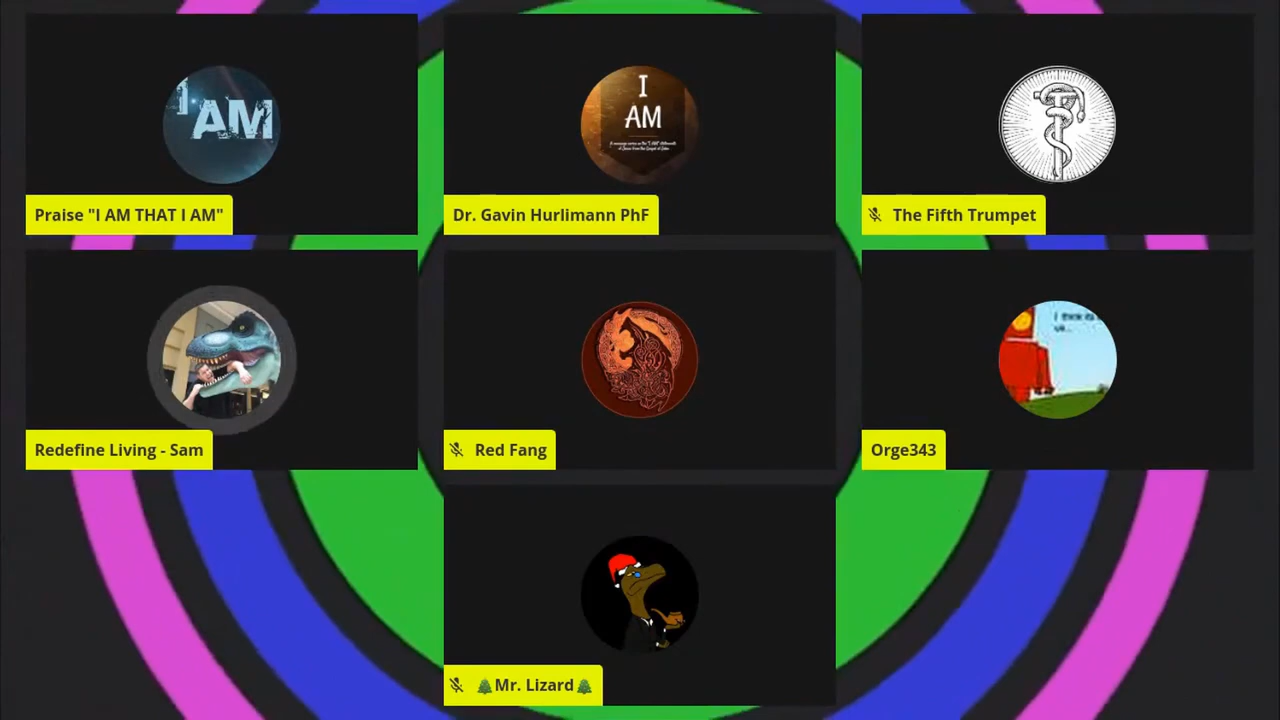 I
AM
Praise "I AM THAT I AM"
I
AM
Dr. Gavin Hurlimann PhF
The Fifth Trumpet
Redefine Living - Sam
Red Fang
I think
Orge343
🌲Mr. Lizard🌲